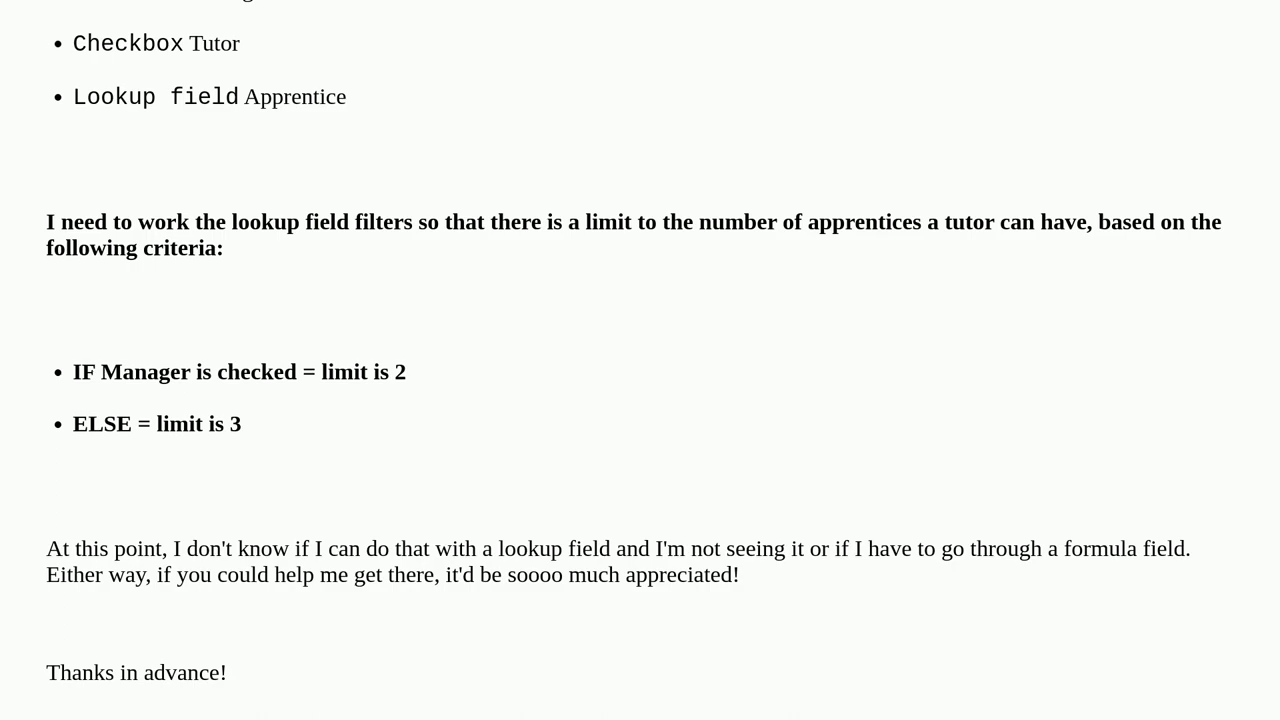 • Checkbox Tutor
• Lookup field Apprentice
I need to work the lookup field filters so that there is a limit to the number of apprentices a tutor can have, based on the
following criteria:
• IF Manager is checked = limit is 2
• ELSE = limit is 3
At this point, I don't know if I can do that with a lookup field and I'm not seeing it or if I have to go through a formula field.
Either way, if you could help me get there, it'd be soooo much appreciated!
Thanks in advance!